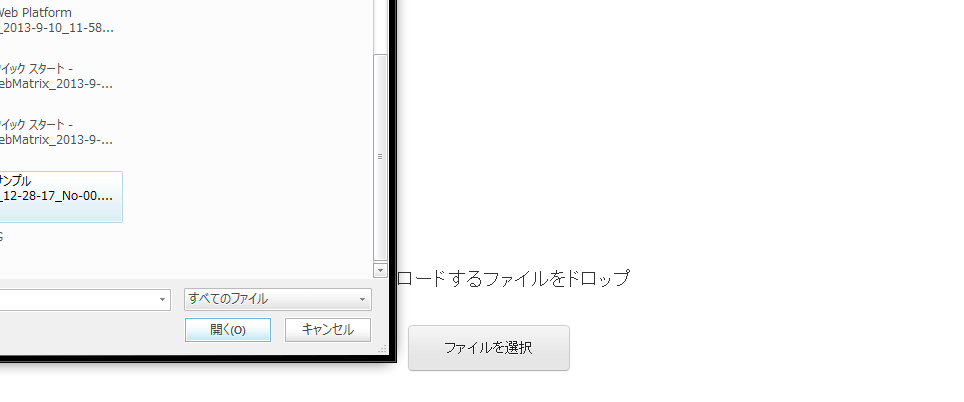 Web Platform
_2013-9-10_11-58...
イック スタート -
ebMatrix_2013-9-...
イック スタート -
ebMatrix_2013-9-...
サンプル
_12-28-17_No-00....
G
ロードするファイルをドロップ
すべてのファイル
開く(O)
キャンセル
ファイルを選択